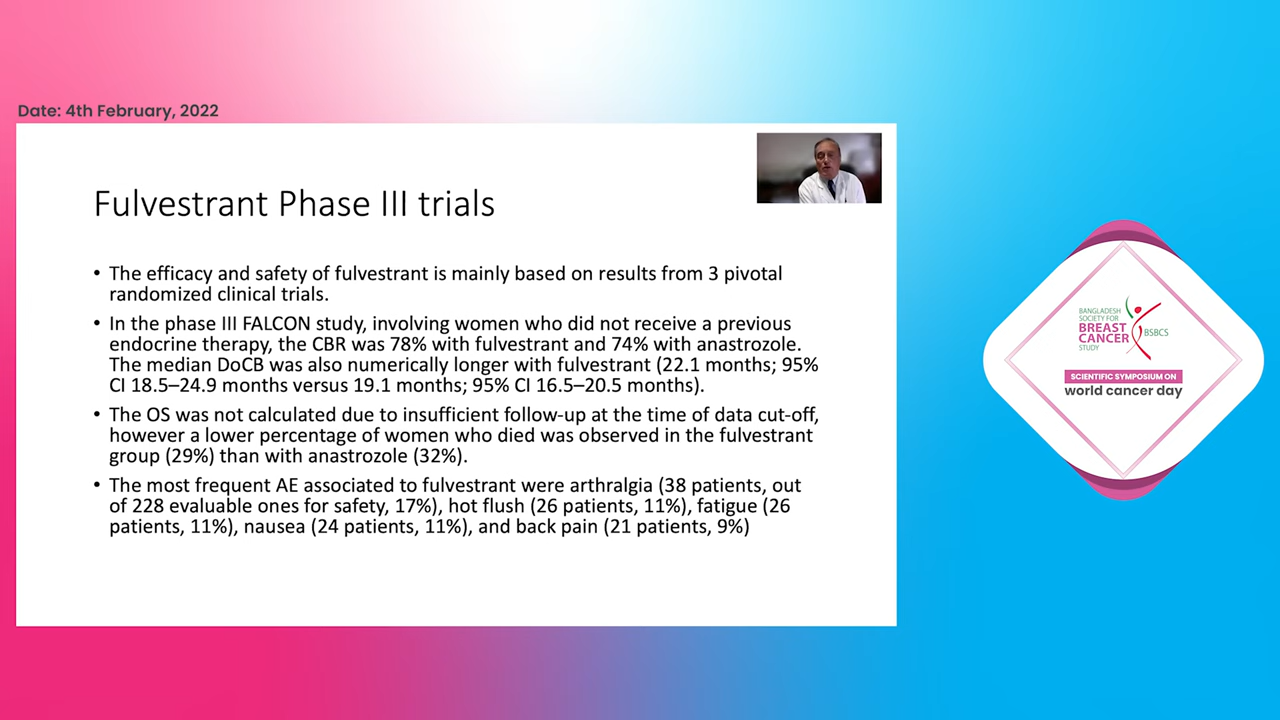 Date: 4th February, 2022
Fulvestrant Phase III trials
• The efficacy and safety of fulvestrant is mainly based on results from 3 pivotal
randomized clinical trials.
• In the phase III FALCON study, involving women who did not receive a previous
endocrine therapy, the CBR was 78% with fulvestrant and 74% with anastrozole.
The median DoCB was also numerically longer with fulvestrant (22.1 months; 95%
CI 18.5–24.9 months versus 19.1 months; 95% CI 16.5–20.5 months).
• The OS was not calculated due to insufficient follow-up at the time of data cut-off,
however a lower percentage of women who died was observed in the fulvestrant
group (29%) than with anastrozole (32%).
• The most frequent AE associated to fulvestrant were arthralgia (38 patients, out
of 228 evaluable ones for safety, 17%), hot flush (26 patients, 11%), fatigue (26
patients, 11%), nausea (24 patients, 11%), and back pain (21 patients, 9%)
BANGLADESH
SOCIETY FOR
BREAST
CANCER
STUDY
BSBCS
SCIENTIFIC SYMPOSIUM ON
world cancer day